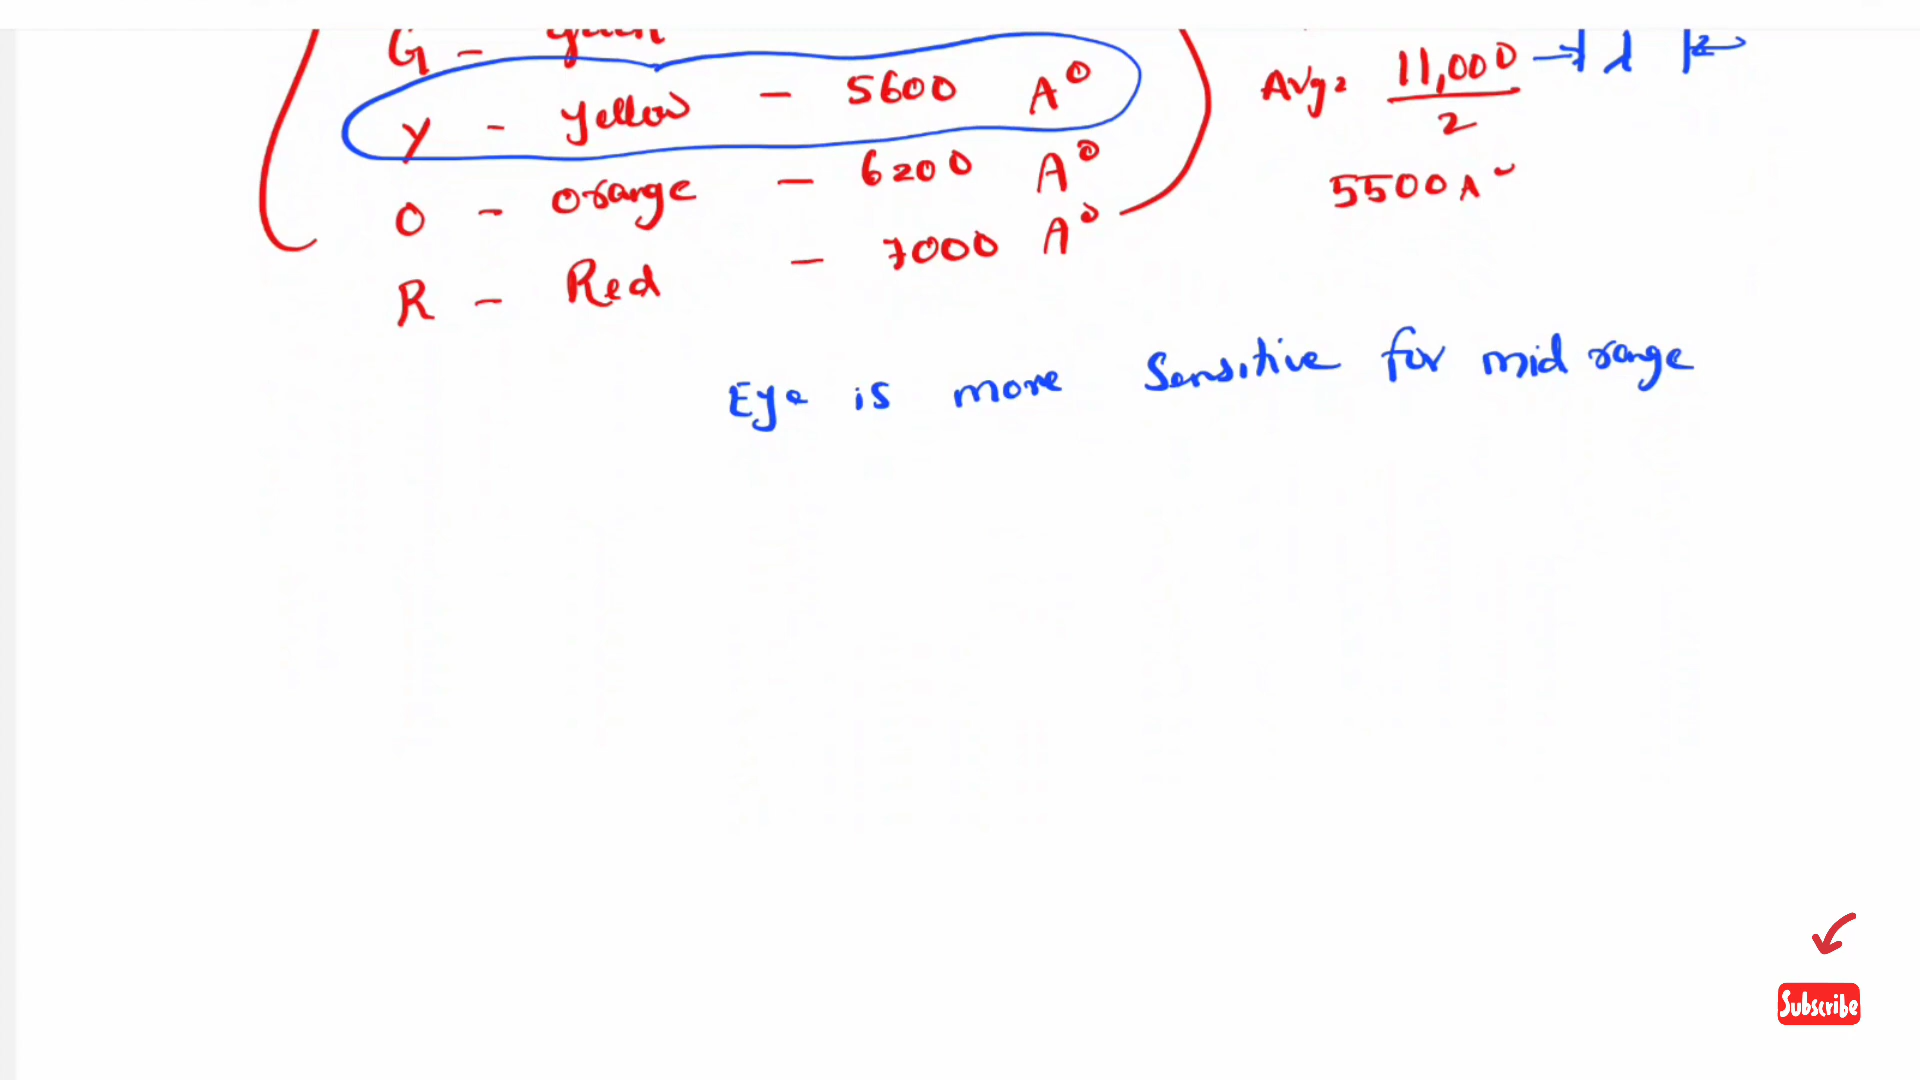 G - green
Y - Yellow - 5600 A°
O - orange - 6200 A°
R - Red - 7000 A°
Avg = 11,000 / 2
5500 A°
Eye is more Sensitive for mid range
Subscribe